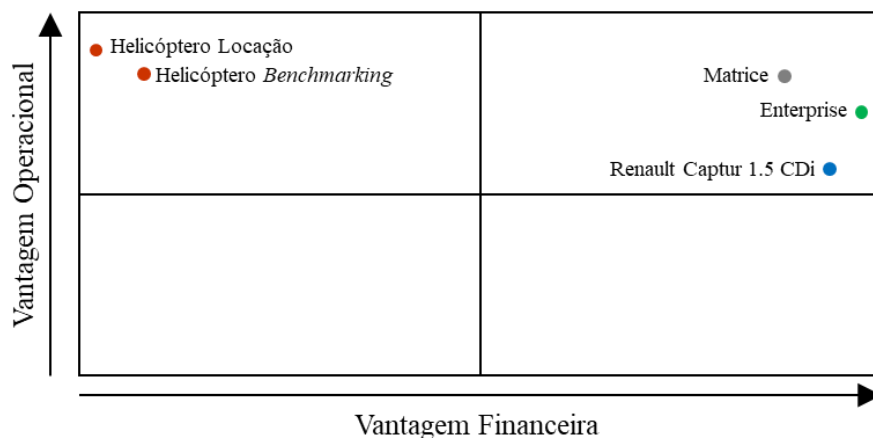 Helicóptero Locação
Helicóptero Benchmarking
Matrice
Enterprise
Renault Captur 1.5 CDi
Vantagem Operacional
Vantagem Financeira